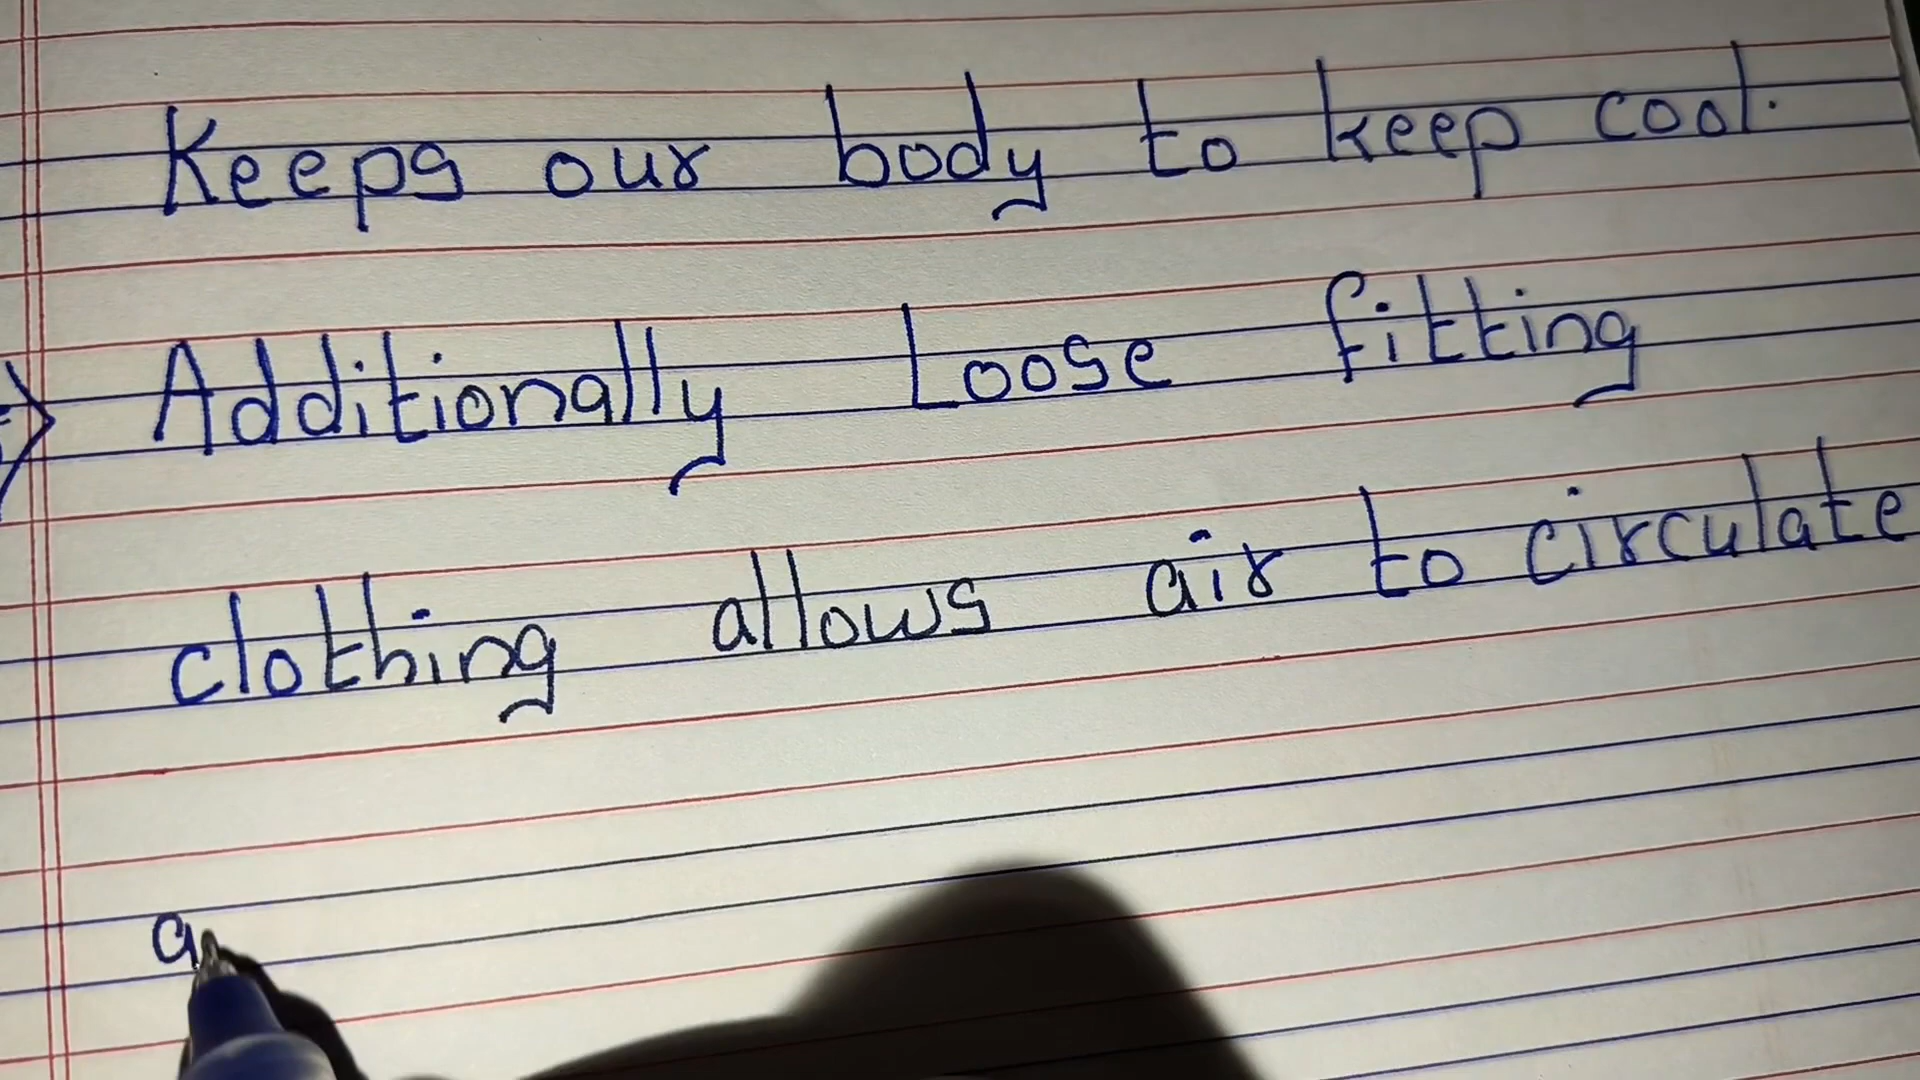 Keeps our body to keep cool.
Additionally Loose fitting
clothing allows air to circulate
a